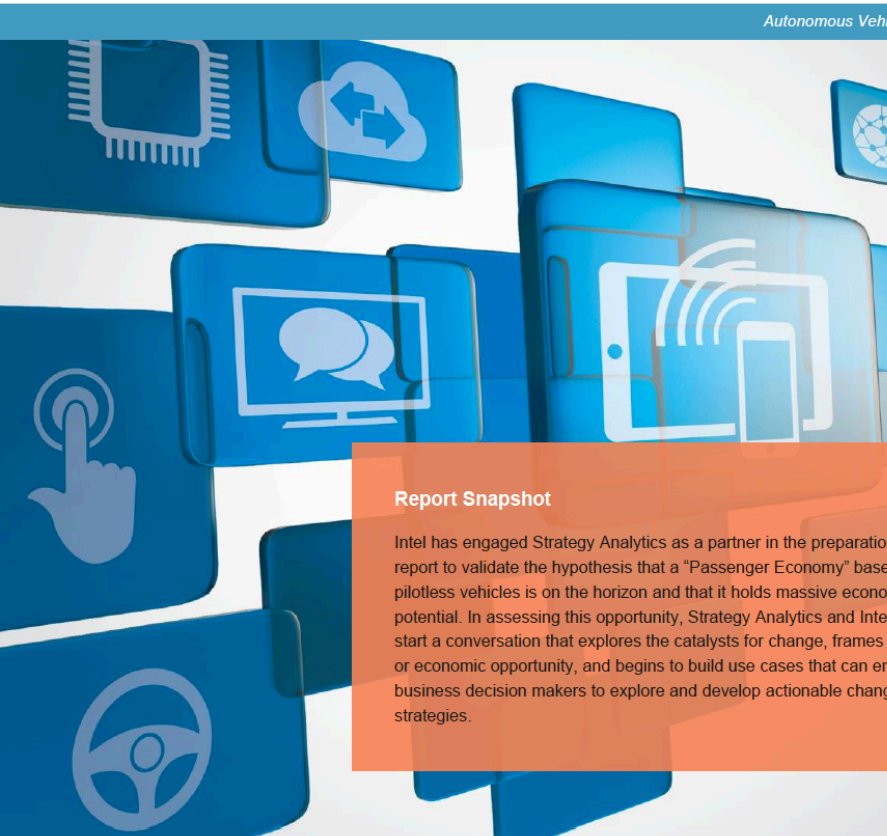 Autonomous Veh
Report Snapshot
Intel has engaged Strategy Analytics as a partner in the preparatio
report to validate the hypothesis that a “Passenger Economy” base
pilotless vehicles is on the horizon and that it holds massive econo
potential. In assessing this opportunity, Strategy Analytics and Inte
start a conversation that explores the catalysts for change, frames
or economic opportunity, and begins to build use cases that can en
business decision makers to explore and develop actionable chang
strategies.